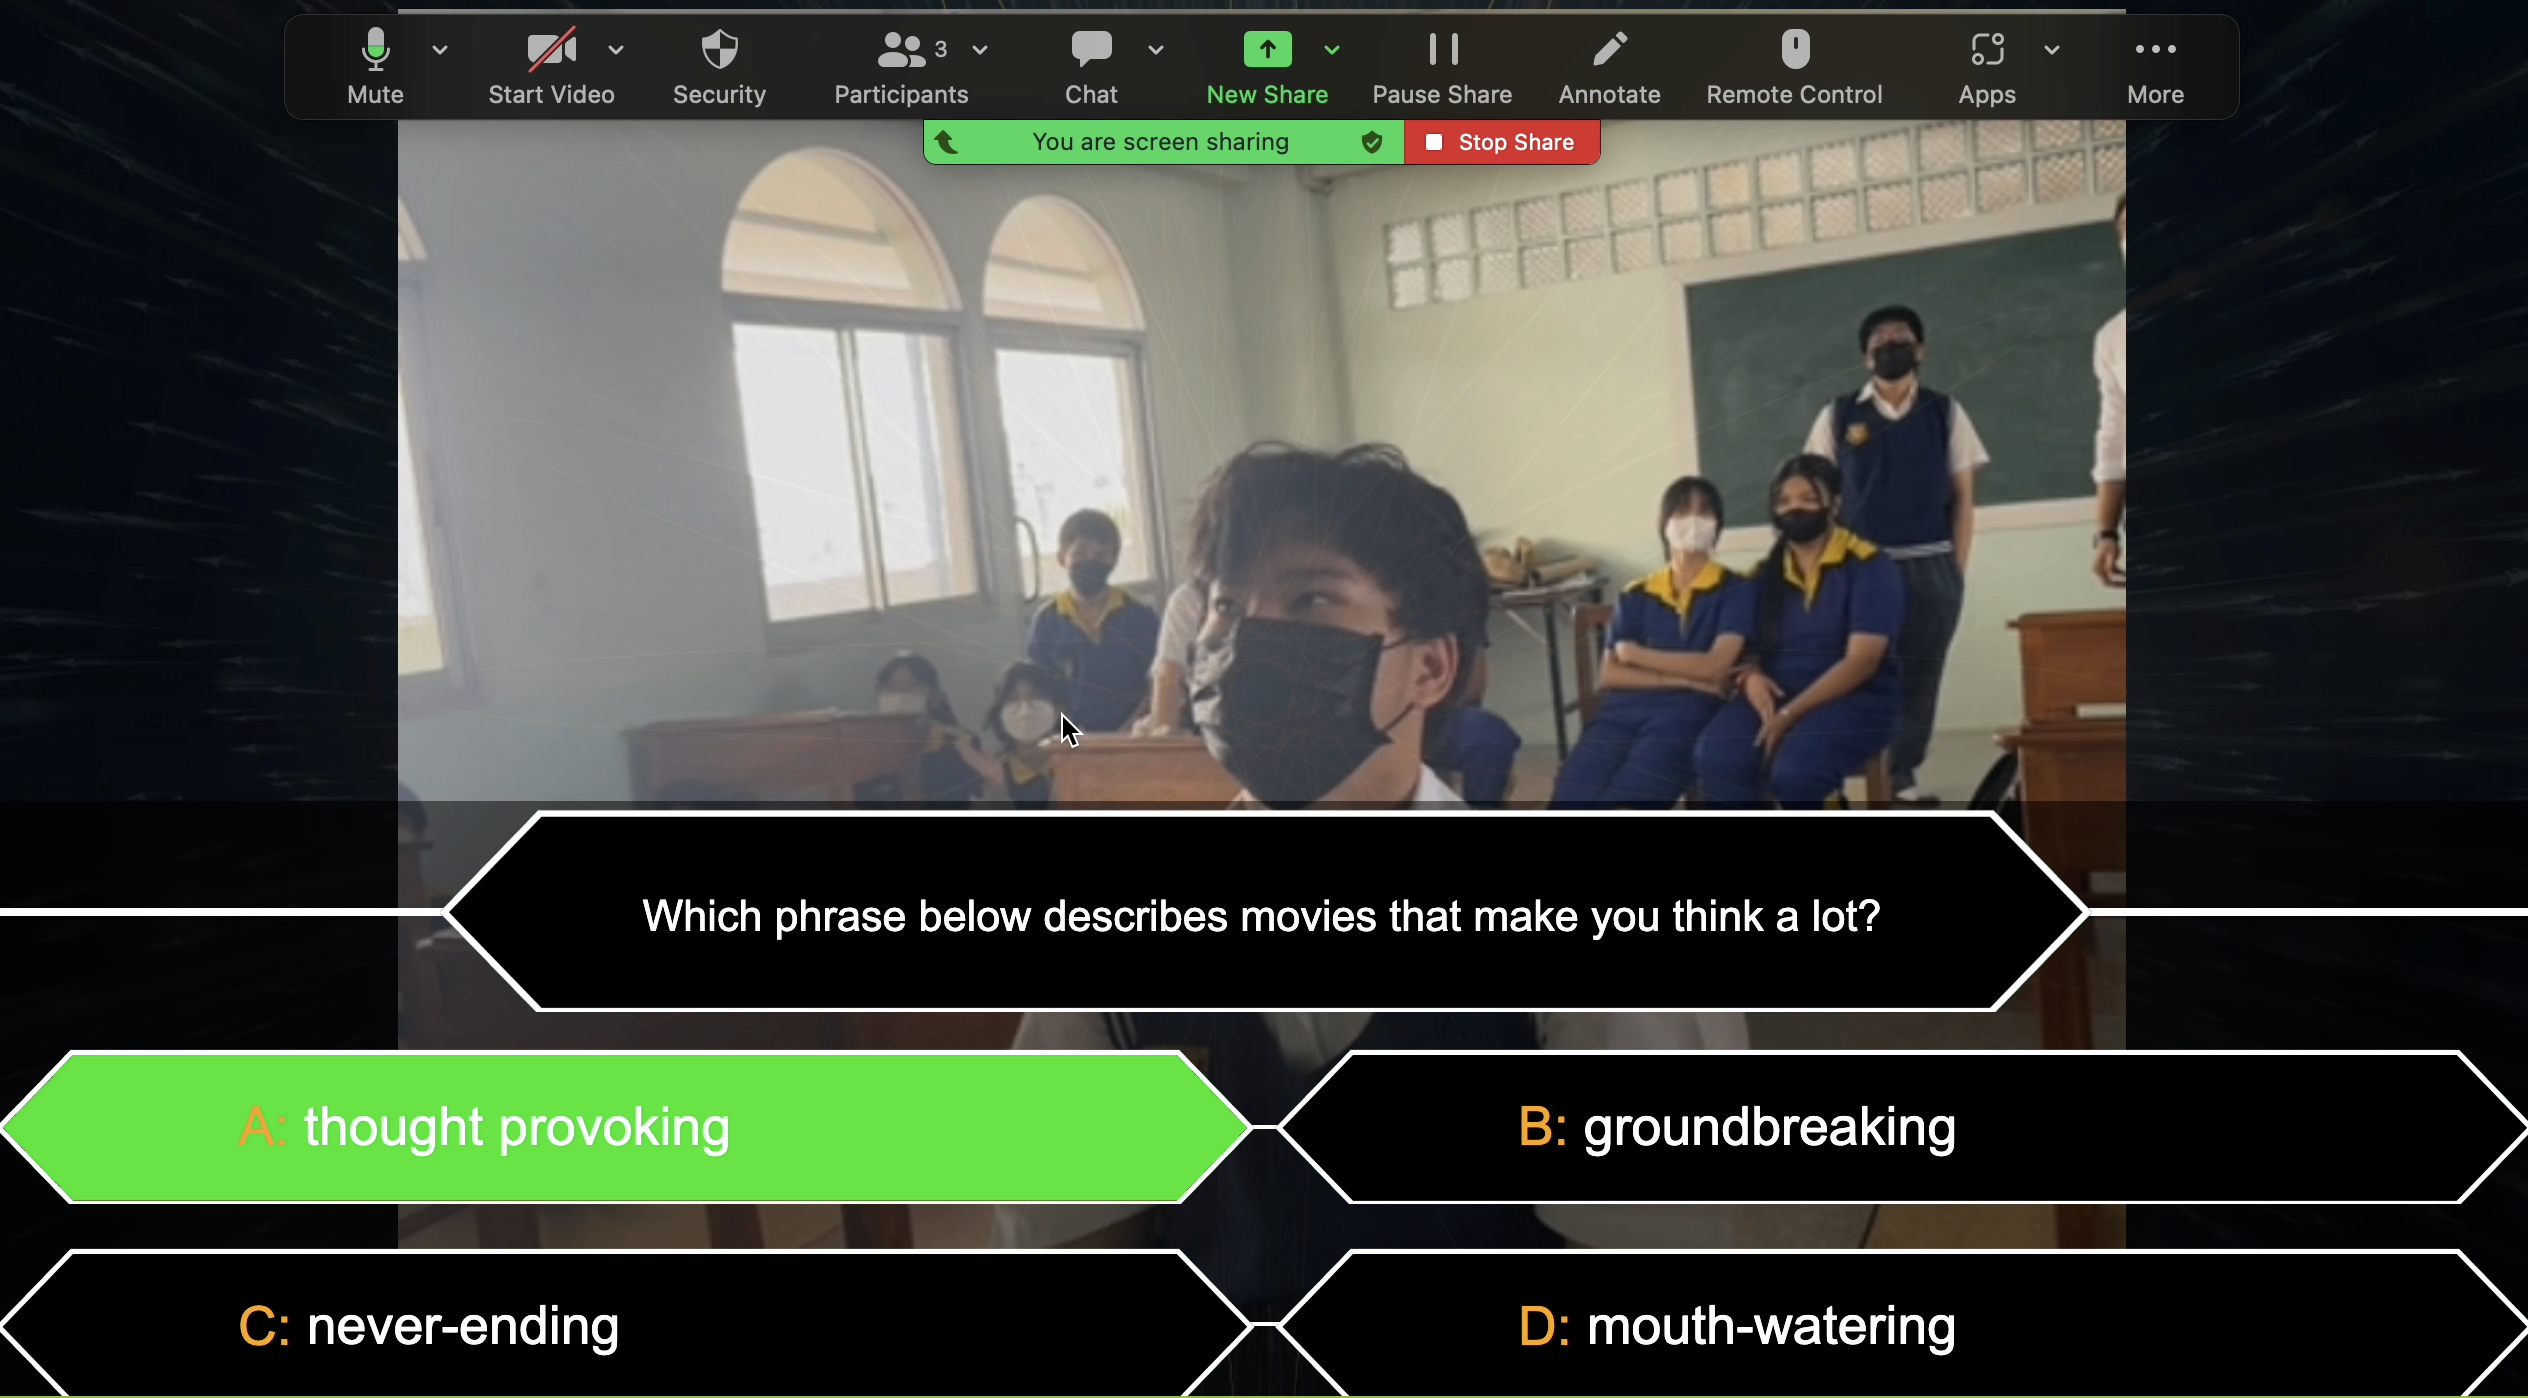 Mute
Start Video
Security
3
Participants
Chat
New Share
Pause Share
Annotate
Remote Control
Apps
More
You are screen sharing
Stop Share
Which phrase below describes movies that make you think a lot?
A: thought provoking
B: groundbreaking
C: never-ending
D: mouth-watering